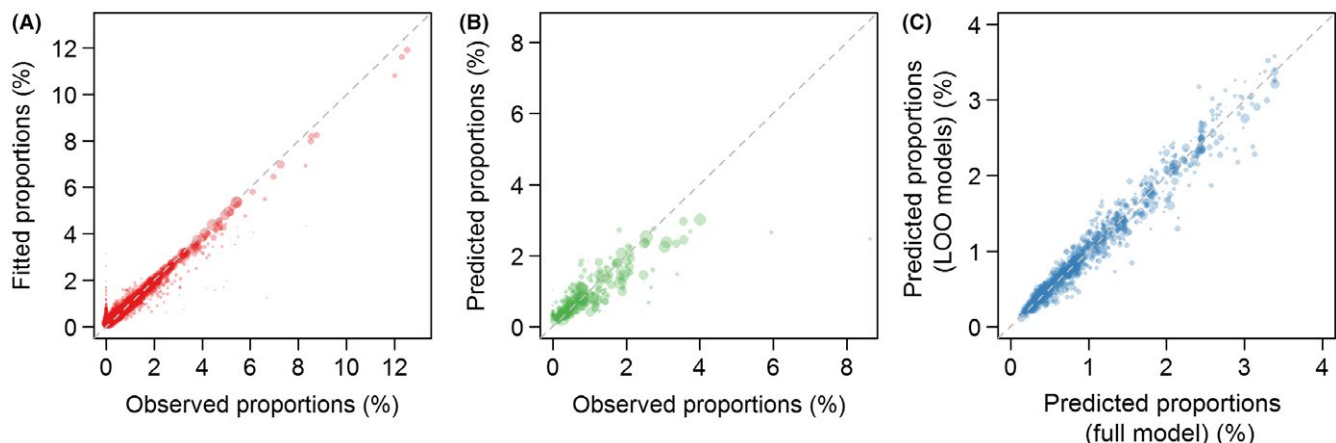 (A)
Fitted proportions (%)
12
10
8
6
4
2
0
0 2 4 6 8 10 12
Observed proportions (%)
(B)
Predicted proportions (%)
8
6
4
2
0
0 2 4 6 8
Observed proportions (%)
(C)
Predicted proportions
(LOO models) (%)
4
3
2
1
0
0 1 2 3 4
Predicted proportions
(full model) (%)